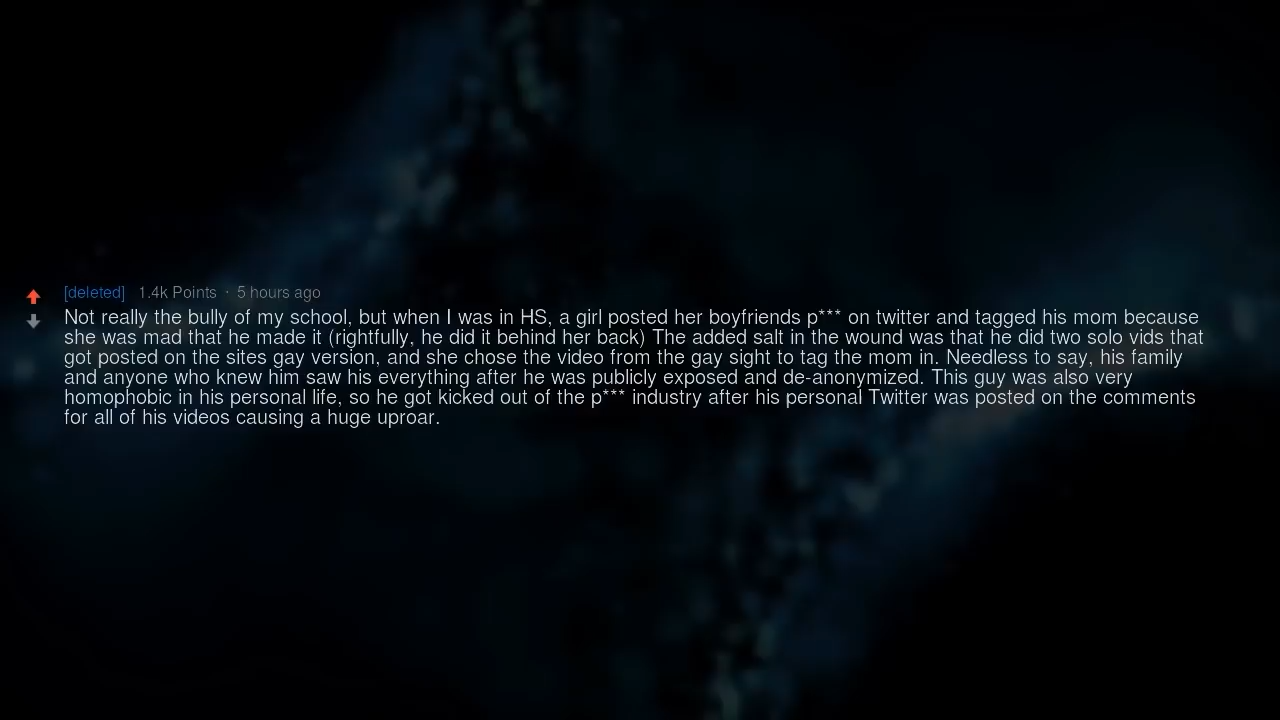 [deleted] 1.4k Points · 5 hours ago
Not really the bully of my school, but when I was in HS, a girl posted her boyfriends p*** on twitter and tagged his mom because
she was mad that he made it (rightfully, he did it behind her back) The added salt in the wound was that he did two solo vids that
got posted on the sites gay version, and she chose the video from the gay sight to tag the mom in. Needless to say, his family
and anyone who knew him saw his everything after he was publicly exposed and de-anonymized. This guy was also very
homophobic in his personal life, so he got kicked out of the p*** industry after his personal Twitter was posted on the comments
for all of his videos causing a huge uproar.